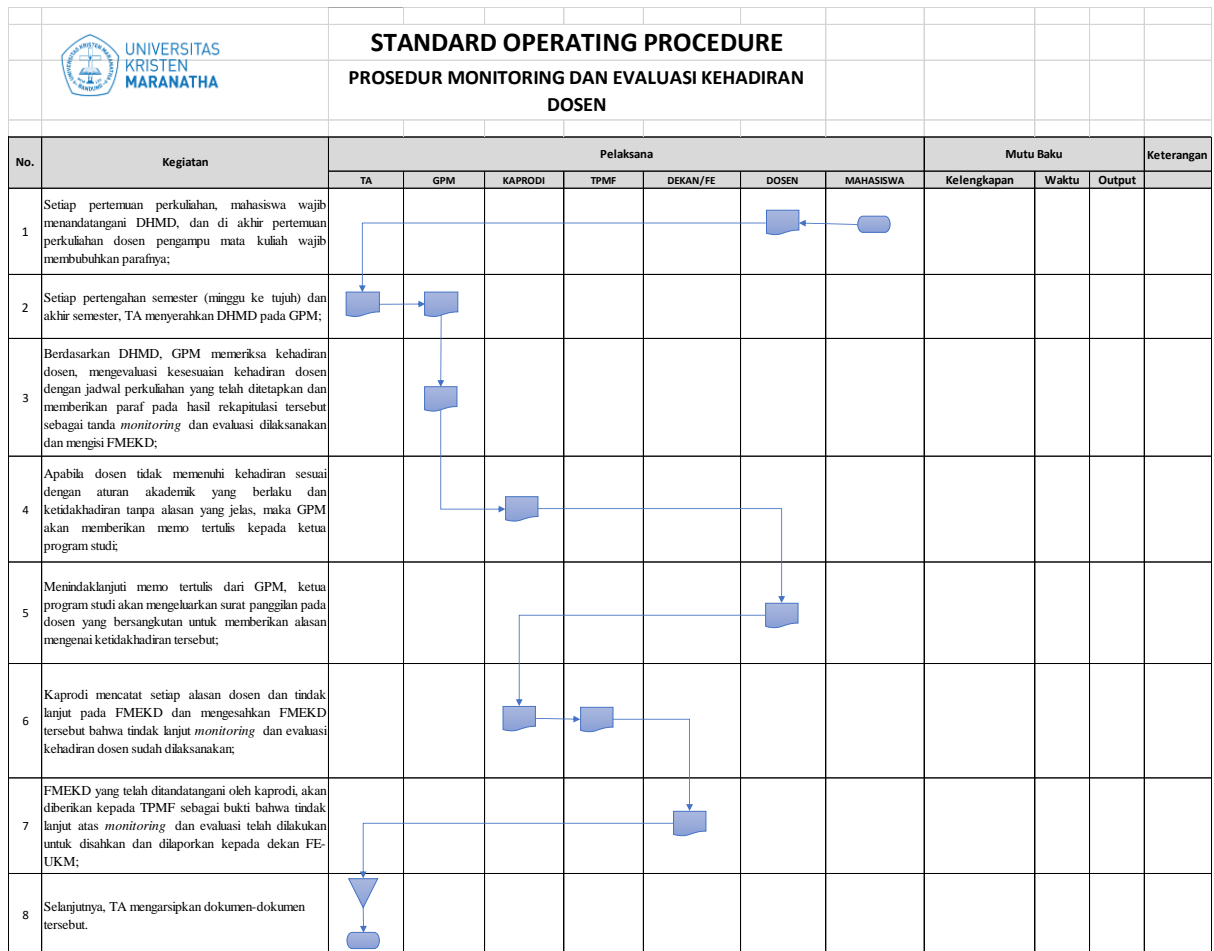 UNIVERSITAS
KRISTEN
MARANATHA
STANDARD OPERATING PROCEDURE
PROSEDUR MONITORING DAN EVALUASI KEHADIRAN
DOSEN
No.
Kegiatan
Pelaksana
Mutu Baku
Keterangan
TA
GPM
KAPRODI
TPMF
DEKAN/FE
DOSEN
MAHASISWA
Kelengkapan
Waktu
Output
1
Setiap pertemuan perkuliahan, mahasiswa wajib
menandatangani DHMD, dan di akhir pertemuan
perkuliahan dosen pengampu mata kuliah wajib
membubuhkan parafnya;
2
Setiap pertengahan semester (minggu ke tujuh) dan
akhir semester, TA menyerahkan DHMD pada GPM;
3
Berdasarkan DHMD, GPM memeriksa kehadiran
dosen, mengevaluasi kesesuaian kehadiran dosen
dengan jadwal perkuliahan yang telah ditetapkan dan
memberikan paraf pada hasil rekapitulasi tersebut
sebagai tanda monitoring dan evaluasi dilaksanakan
dan mengisi FMEKD;
4
Apabila dosen tidak memenuhi kehadiran sesuai
dengan aturan akademik yang berlaku dan
ketidakhadiran tanpa alasan yang jelas, maka GPM
akan memberikan memo tertulis kepada ketua
program studi;
5
Menindaklanjuti memo tertulis dari GPM, ketua
program studi akan mengeluarkan surat panggilan pada
dosen yang bersangkutan untuk memberikan alasan
mengenai ketidakhadiran tersebut;
6
Kaprodi mencatat setiap alasan dosen dan tindak
lanjut pada FMEKD dan mengesahkan FMEKD
tersebut bahwa tindak lanjut monitoring dan evaluasi
kehadiran dosen sudah dilaksanakan;
7
FMEKD yang telah ditandatangani oleh kaprodi, akan
diberikan kepada TPMF sebagai bukti bahwa tindak
lanjut atas monitoring dan evaluasi telah dilakukan
untuk disahkan dan dilaporkan kepada dekan FE-
UKM;
8
Selanjutnya, TA mengarsipkan dokumen-dokumen
tersebut.